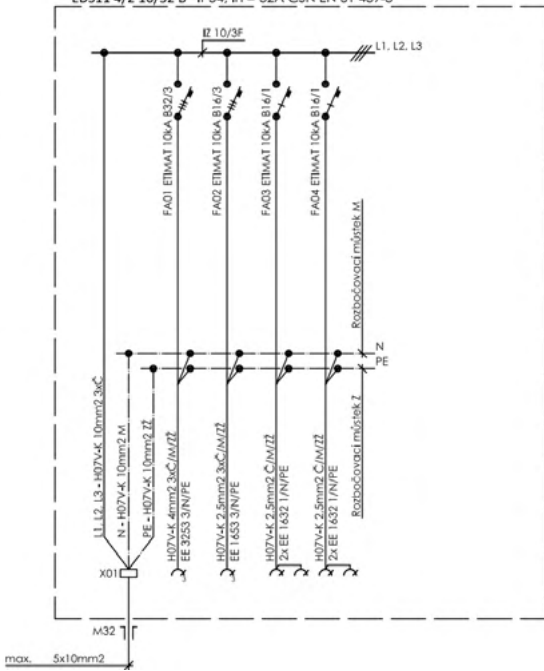 IZ 10/3F
L1, L2, L3
FA01 ETIMAT 10kA B32/3
FA02 ETIMAT 10kA B16/3
FA03 ETIMAT 10kA B16/1
FA04 ETIMAT 10kA B16/1
Rozbočovací můstek M
N
PE
Rozbočovací můstek Z
L1, L2, L3 - H07V-K 10mm2 3xČ
N - H07V-K 10mm2 M
PE - H07V-K 10mm2 ZŽ
H07V-K 4mm2 3xČ/M/ZŽ
EE 3253 3/N/PE
H07V-K 2.5mm2 3xČ/M/ZŽ
EE 1653 3/N/PE
H07V-K 2.5mm2 Č/M/ZŽ
2x EE 1632 1/N/PE
H07V-K 2.5mm2 Č/M/ZŽ
2x EE 1632 1/N/PE
3
3
X01
M32
max. 5x10mm2